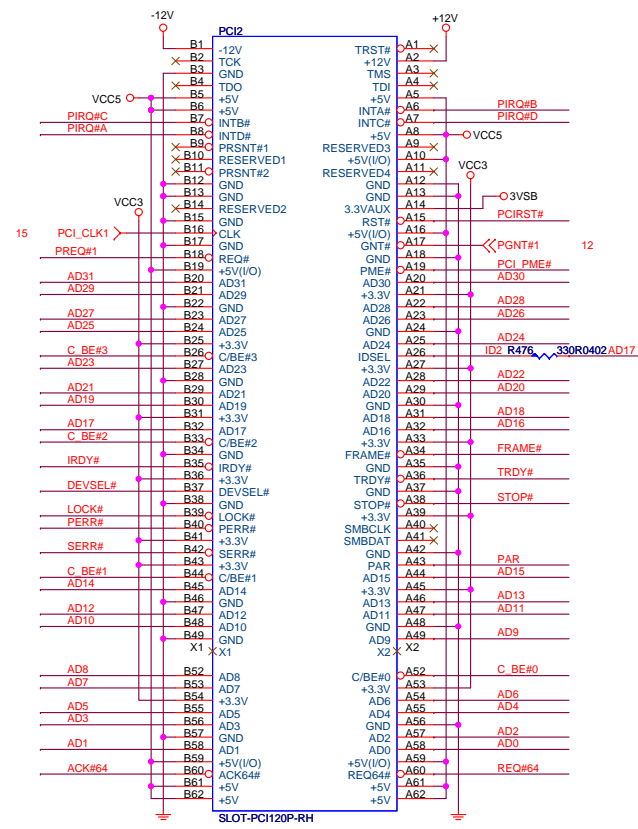 -12V +12V
PCI2
B1 -12V TRST# A1
B2 TCK +12V A2
B3 GND TMS A3
B4 TDO TDI A4
VCC5 B5 +5V +5V A5
B6 +5V INTA# A6 PIRQ#B
PIRQ#C B7 INTB# INTC# A7 PIRQ#D
PIRQ#A B8 INTD# +5V A8 VCC5
B9 PRSNT#1 RESERVED3 A9
B10 RESERVED1 +5V(I/O) A10
B11 PRSNT#2 RESERVED4 A11 VCC3
B12 GND GND A12
B13 GND GND A13
VCC3 B14 RESERVED2 3.3VAUX A14 3VSB
B15 GND RST# A15 PCIRST#
15 PCI_CLK1 B16 CLK +5V(I/O) A16
B17 GND GNT# A17 PGNT#1 12
PREQ#1 B18 REQ# GND A18
B19 +5V(I/O) PME# A19 PCI_PME#
AD31 B20 AD31 AD30 A20 AD30
AD29 B21 AD29 +3.3V A21
B22 GND AD28 A22 AD28
AD27 B23 AD27 AD26 A23 AD26
AD25 B24 AD25 GND A24
B25 +3.3V AD24 A25 AD24
C_BE#3 B26 C/BE#3 IDSEL A26 ID2 R476 330R0402 AD17
AD23 B27 AD23 +3.3V A27
B28 GND AD22 A28 AD22
AD21 B29 AD21 AD20 A29 AD20
AD19 B30 AD19 GND A30
B31 +3.3V AD18 A31 AD18
AD17 B32 AD17 AD16 A32 AD16
C_BE#2 B33 C/BE#2 +3.3V A33
B34 GND FRAME# A34 FRAME#
IRDY# B35 IRDY# GND A35
B36 +3.3V TRDY# A36 TRDY#
DEVSEL# B37 DEVSEL# GND A37
B38 GND STOP# A38 STOP#
LOCK# B39 LOCK# +3.3V A39
PERR# B40 PERR# SMBCLK A40
B41 +3.3V SMBDAT A41
SERR# B42 SERR# GND A42
B43 +3.3V PAR A43 PAR
C_BE#1 B44 C/BE#1 AD15 A44 AD15
AD14 B45 AD14 +3.3V A45
B46 GND AD13 A46 AD13
AD12 B47 AD12 AD11 A47 AD11
AD10 B48 AD10 GND A48
B49 GND AD9 A49 AD9
X1 X1 X2 X2
AD8 B52 AD8 C/BE#0 A52 C_BE#0
AD7 B53 AD7 +3.3V A53
B54 +3.3V AD6 A54 AD6
AD5 B55 AD5 AD4 A55 AD4
AD3 B56 AD3 GND A56
B57 GND AD2 A57 AD2
AD1 B58 AD1 AD0 A58 AD0
B59 +5V(I/O) +5V(I/O) A59
ACK#64 B60 ACK64# REQ64# A60 REQ#64
B61 +5V +5V A61
B62 +5V +5V A62
SLOT-PCI120P-RH